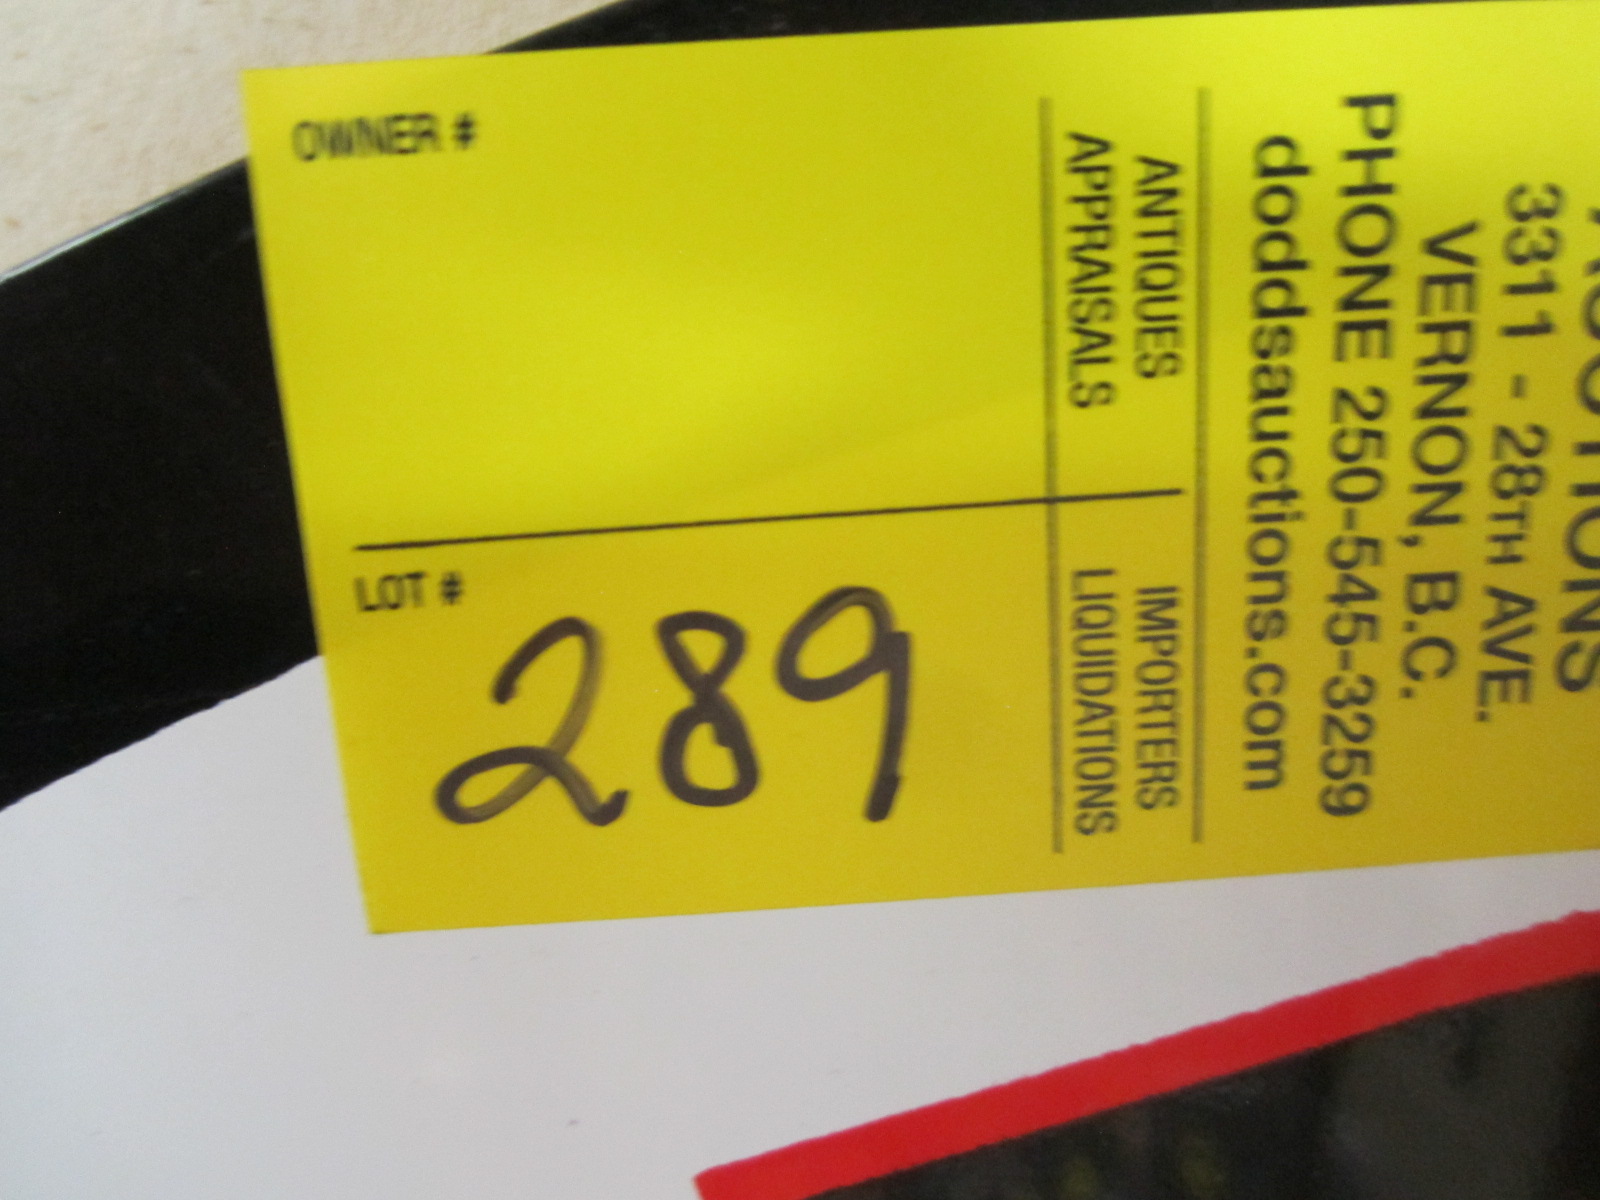 OWNER #
LOT #
289
3311 - 28TH AVE.
VERNON, B.C.
PHONE 250-545-3259
doddsauctions.com
ANTIQUES IMPORTERS
APPRAISALS LIQUIDATIONS